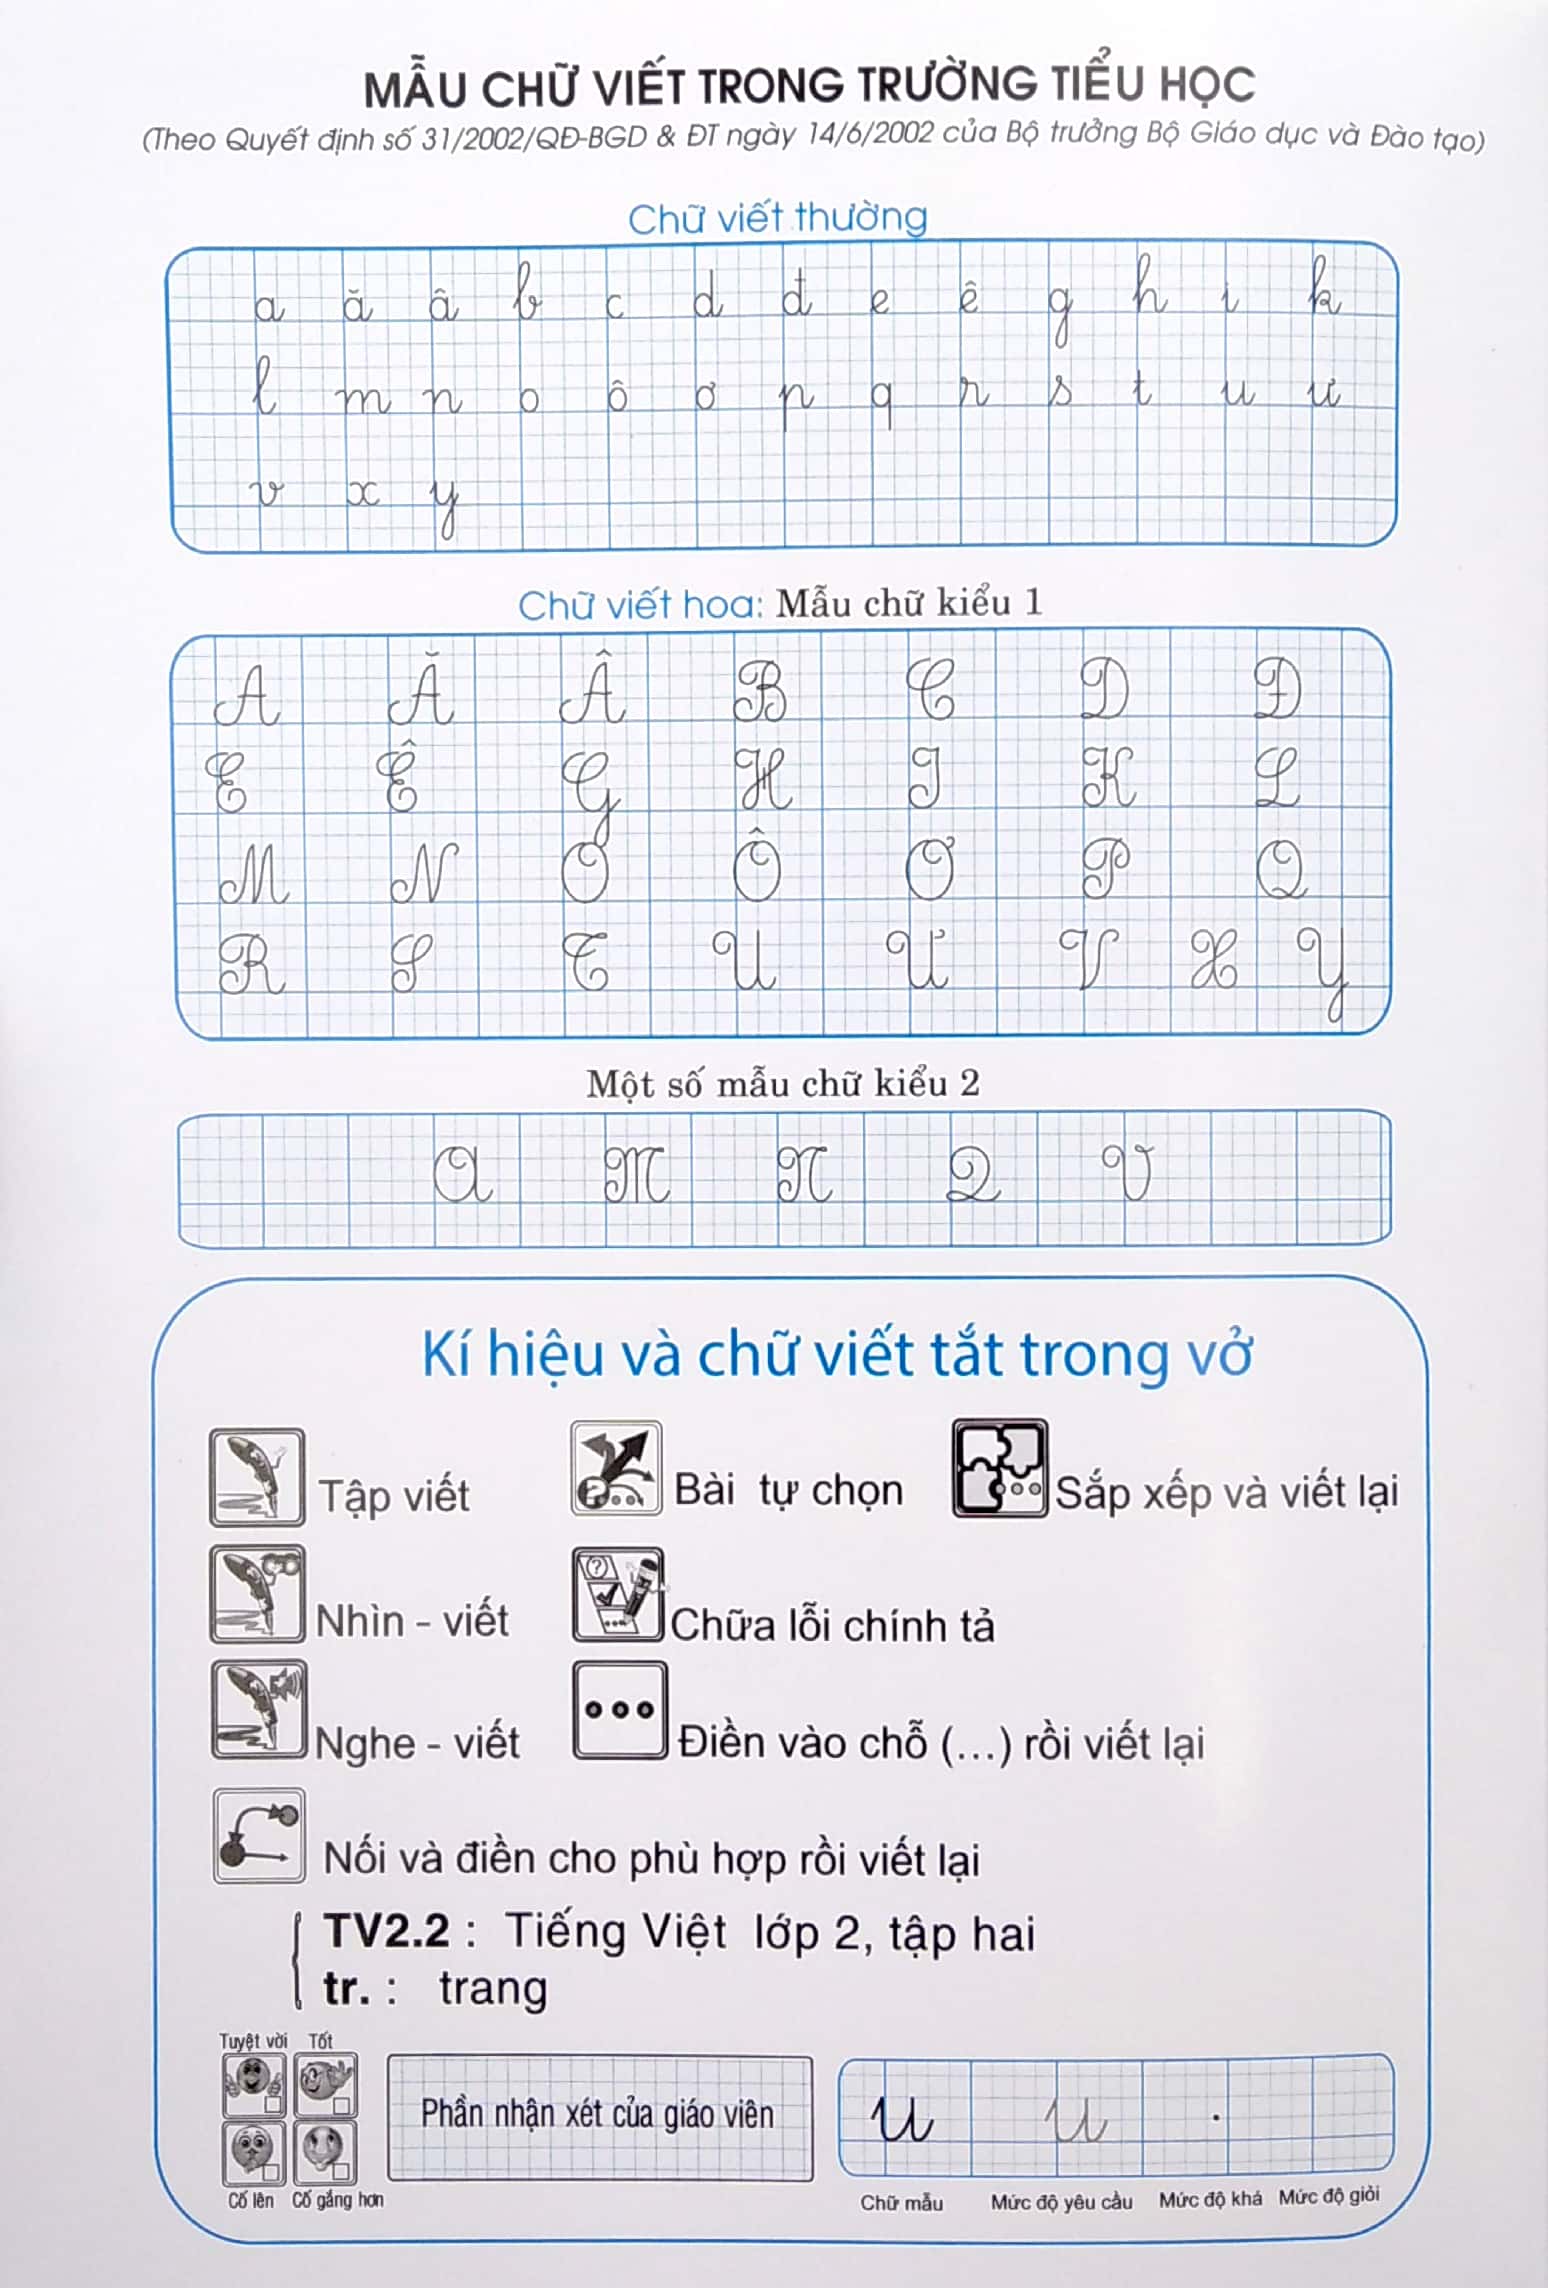 MẪU CHỮ VIẾT TRONG TRƯỜNG TIỂU HỌC
(Theo Quyết định số 31/2002/QĐ-BGD & ĐT ngày 14/6/2002 của Bộ trưởng Bộ Giáo dục và Đào tạo)
Chữ viết thường
a ă â b c d đ e ê g h i k
l m n o ô ơ p q r s t u ư
v x y
Chữ viết hoa: Mẫu chữ kiểu 1
A Ă Â B C D Đ
E Ê G H I K L
M N O Ô Ơ P Q
R S T U Ư V X Y
Một số mẫu chữ kiểu 2
A M N Q V
Kí hiệu và chữ viết tắt trong vở
Tập viết Bài tự chọn Sắp xếp và viết lại
Nhìn - viết Chữa lỗi chính tả
Nghe - viết Điền vào chỗ (...) rồi viết lại
Nối và điền cho phù hợp rồi viết lại
TV2.2 : Tiếng Việt lớp 2, tập hai
tr. : trang
Tuyệt vời Tốt
Phần nhận xét của giáo viên
u u
Cố lên Cố gắng hơn
Chữ mẫu Mức độ yêu cầu Mức độ khá Mức độ giỏi